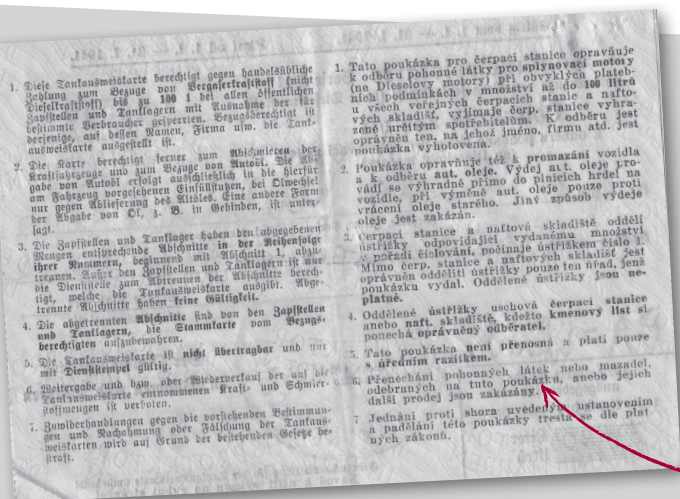 1. Diese Tankausweiskarte berechtigt gegen handelsübliche
Zahlung zum Bezuge von Vergaserkraftstoff (nicht
Dieselkraftstoff) bis zu 100 l bei allen öffentlichen
Zapfstellen und Tanklagern mit Ausnahme der für
bestimmte Verbraucher gesperrten. Bezugsberechtigt ist
derjenige, auf dessen Namen, Firma usw. die Tank-
ausweiskarte ausgestellt ist.
2. Die Karte berechtigt ferner zum Abschmieren der
Kraftfahrzeuge und zum Bezuge von Autoöl. Die Ab-
gabe von Autoöl erfolgt ausschließlich in die hierfür
am Fahrzeug vorgesehenen Einfüllstutzen, bei Ölwechsel
nur gegen Ablieferung des Altöles. Eine andere Form
der Abgabe von Öl, z. B. in Gebinden, ist unter-
sagt.
3. Die Zapfstellen und Tanklager haben den abgegebenen
Mengen entsprechende Abschnitte in der Reihenfolge
ihrer Nummern, beginnend mit Abschnitt 1, abzu-
trennen. Außer den Zapfstellen und Tanklagern ist nur
die Dienststelle zum Abtrennen der Abschnitte berech-
tigt, welche die Tankausweiskarte ausgibt. Abge-
trennte Abschnitte haben keine Gültigkeit.
4. Die abgetrennten Abschnitte sind von den Zapfstellen
und Tanklagern, die Stammkarte vom Bezugs-
berechtigten aufzubewahren.
5. Die Tankausweiskarte ist nicht übertragbar und nur
mit Dienststempel gültig.
6. Weitergabe und bzw. oder Wiederverkauf der auf die
Tankausweiskarte entnommenen Kraft- und Schmier-
stoffmengen ist verboten.
7. Zuwiderhandlungen gegen die vorstehenden Bestimmun-
gen und Nachahmung oder Fälschung der Tankaus-
weiskarten wird auf Grund der bestehenden Gesetze be-
straft.
1. Tato poukázka pro čerpací stanice opravňuje
k odběru pohonné látky pro splynovací motory
(ne Dieselovy motory) při obvyklých plateb-
ních podmínkách v množství až do 100 litrů
u všech veřejných čerpacích stanic a nafto-
vých skladišť, vyjímaje čerp. stanice vyhra-
zené určitým spotřebitelům. K odběru jest
oprávněn ten, na jehož jméno, firmu atd. jest
poukázka vyhotovena.
2. Poukázka opravňuje též k promazání vozidla
a k odběru aut. oleje. Výdej aut. oleje pro-
vádí se výhradně přímo do plnících hrdel na
vozidle, při výměně aut. oleje pouze proti
vrácení oleje starého. Jiný způsob výdeje
oleje jest zakázán.
3. Čerpací stanice a naftová skladiště oddělí
ústřižky odpovídající vydanému množství
v pořadí číslování, počínaje ústřižkem číslo 1.
Mimo čerp. stanice a naftových skladišť jest
oprávněn odděliti ústřižky pouze ten úřad, jenž
poukázku vydal. Oddělené ústřižky jsou ne-
platné.
4. Oddělené ústřižky uschová čerpací stanice
anebo naft. skladiště, kdežto kmenový list si
ponechá oprávněný odběratel.
5. Tato poukázka není přenosná a platí pouze
s úředním razítkem.
6. Přenechání pohonných látek nebo mazadel,
odebraných na tuto poukázku, anebo jejich
další prodej jsou zakázány.
7 Jednání proti shora uvedeným ustanovením
a padělání této poukázky trestá se dle plat
ných zákonů.